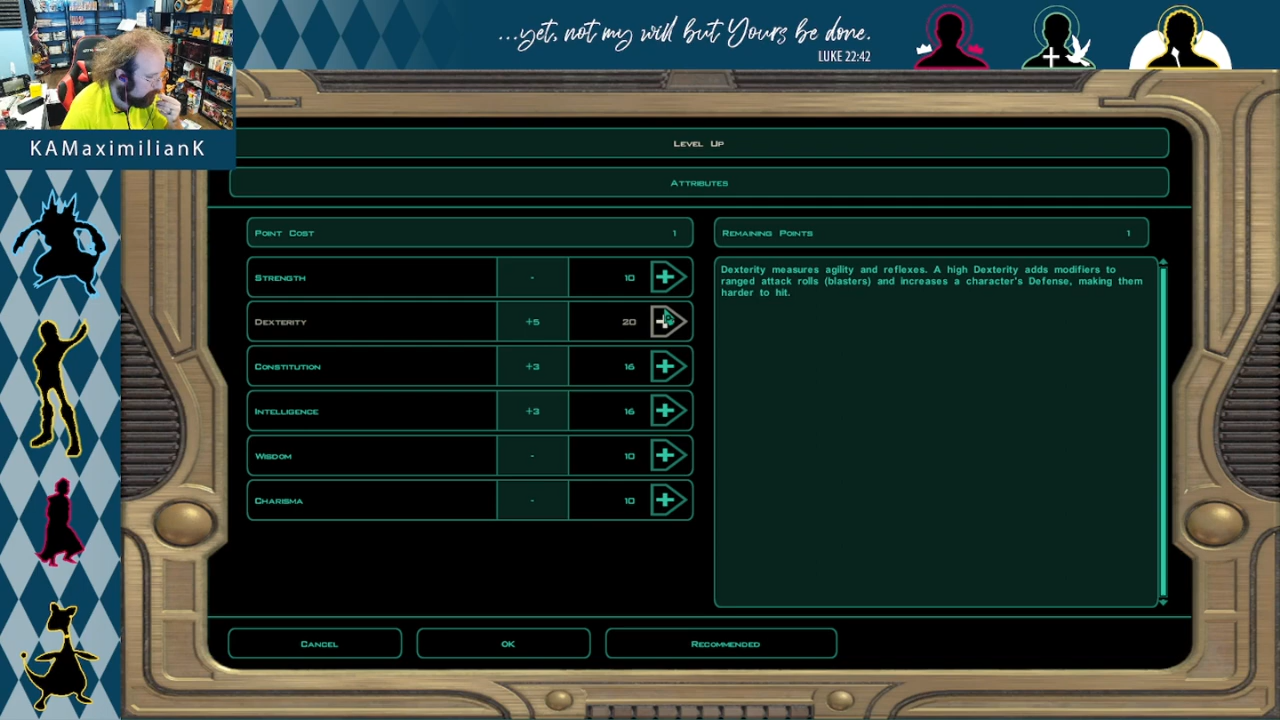 ...yet, not my will but Yours be done.
LUKE 22:42
KAMaximilianK
LEVEL UP
ATTRIBUTES
POINT COST 1
REMAINING POINTS 1
STRENGTH - 10
DEXTERITY +5 20
CONSTITUTION +3 16
INTELLIGENCE +3 16
WISDOM - 10
CHARISMA - 10
Dexterity measures agility and reflexes. A high Dexterity adds modifiers to
ranged attack rolls (blasters) and increases a character's Defense, making them
harder to hit.
CANCEL
OK
RECOMMENDED